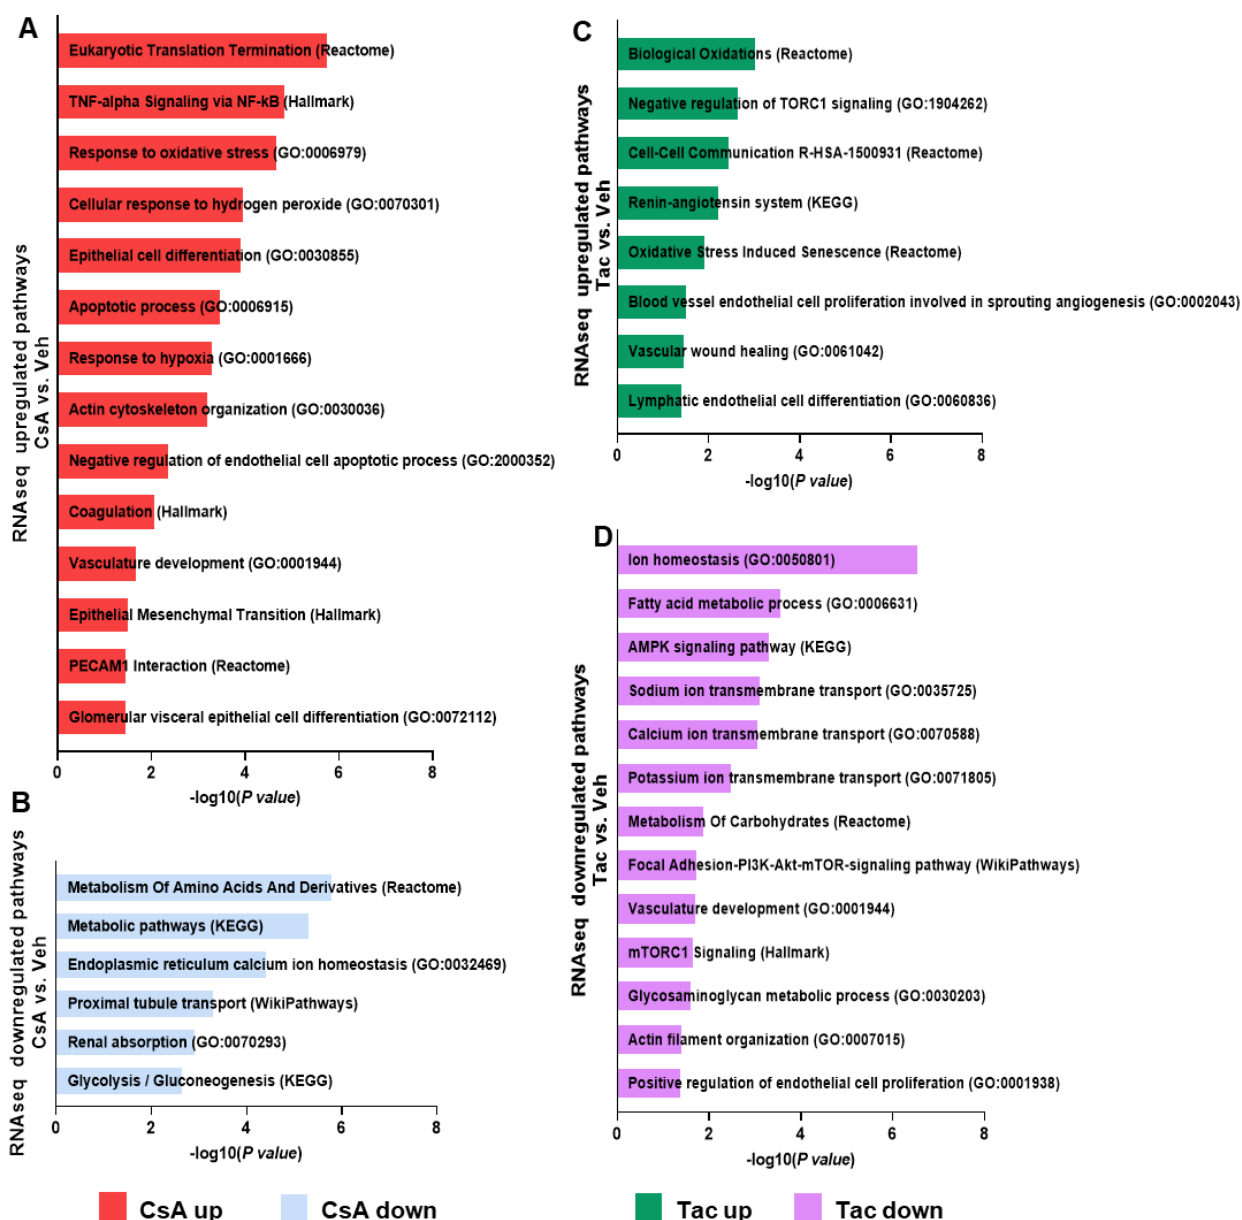 A
RNAseq upregulated pathways
CsA vs. Veh
Eukaryotic Translation Termination (Reactome)
TNF-alpha Signaling via NF-kB (Hallmark)
Response to oxidative stress (GO:0006979)
Cellular response to hydrogen peroxide (GO:0070301)
Epithelial cell differentiation (GO:0030855)
Apoptotic process (GO:0006915)
Response to hypoxia (GO:0001666)
Actin cytoskeleton organization (GO:0030036)
Negative regulation of endothelial cell apoptotic process (GO:2000352)
Coagulation (Hallmark)
Vasculature development (GO:0001944)
Epithelial Mesenchymal Transition (Hallmark)
PECAM1 Interaction (Reactome)
Glomerular visceral epithelial cell differentiation (GO:0072112)
0 2 4 6 8
-log10(P value)
B
RNAseq downregulated pathways
CsA vs. Veh
Metabolism Of Amino Acids And Derivatives (Reactome)
Metabolic pathways (KEGG)
Endoplasmic reticulum calcium ion homeostasis (GO:0032469)
Proximal tubule transport (WikiPathways)
Renal absorption (GO:0070293)
Glycolysis / Gluconeogenesis (KEGG)
0 2 4 6 8
-log10(P value)
C
RNAseq upregulated pathways
Tac vs. Veh
Biological Oxidations (Reactome)
Negative regulation of TORC1 signaling (GO:1904262)
Cell-Cell Communication R-HSA-1500931 (Reactome)
Renin-angiotensin system (KEGG)
Oxidative Stress Induced Senescence (Reactome)
Blood vessel endothelial cell proliferation involved in sprouting angiogenesis (GO:0002043)
Vascular wound healing (GO:0061042)
Lymphatic endothelial cell differentiation (GO:0060836)
0 2 4 6 8
-log10(P value)
D
RNAseq downregulated pathways
Tac vs. Veh
Ion homeostasis (GO:0050801)
Fatty acid metabolic process (GO:0006631)
AMPK signaling pathway (KEGG)
Sodium ion transmembrane transport (GO:0035725)
Calcium ion transmembrane transport (GO:0070588)
Potassium ion transmembrane transport (GO:0071805)
Metabolism Of Carbohydrates (Reactome)
Focal Adhesion-PI3K-Akt-mTOR-signaling pathway (WikiPathways)
Vasculature development (GO:0001944)
mTORC1 Signaling (Hallmark)
Glycosaminoglycan metabolic process (GO:0030203)
Actin filament organization (GO:0007015)
Positive regulation of endothelial cell proliferation (GO:0001938)
0 2 4 6 8
-log10(P value)
CsA up CsA down Tac up Tac down